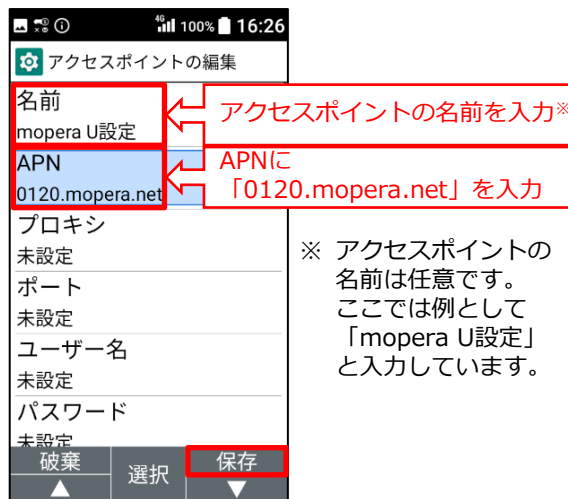 4G 100% 16:26
アクセスポイントの編集
名前
mopera U設定
アクセスポイントの名前を入力※
APN
0120.mopera.net
APNに
「0120.mopera.net」を入力
プロキシ
未設定
ポート
未設定
ユーザー名
未設定
パスワード
未設定
※ アクセスポイントの
名前は任意です。
ここでは例として
「mopera U設定」
と入力しています。
破棄 選択 保存